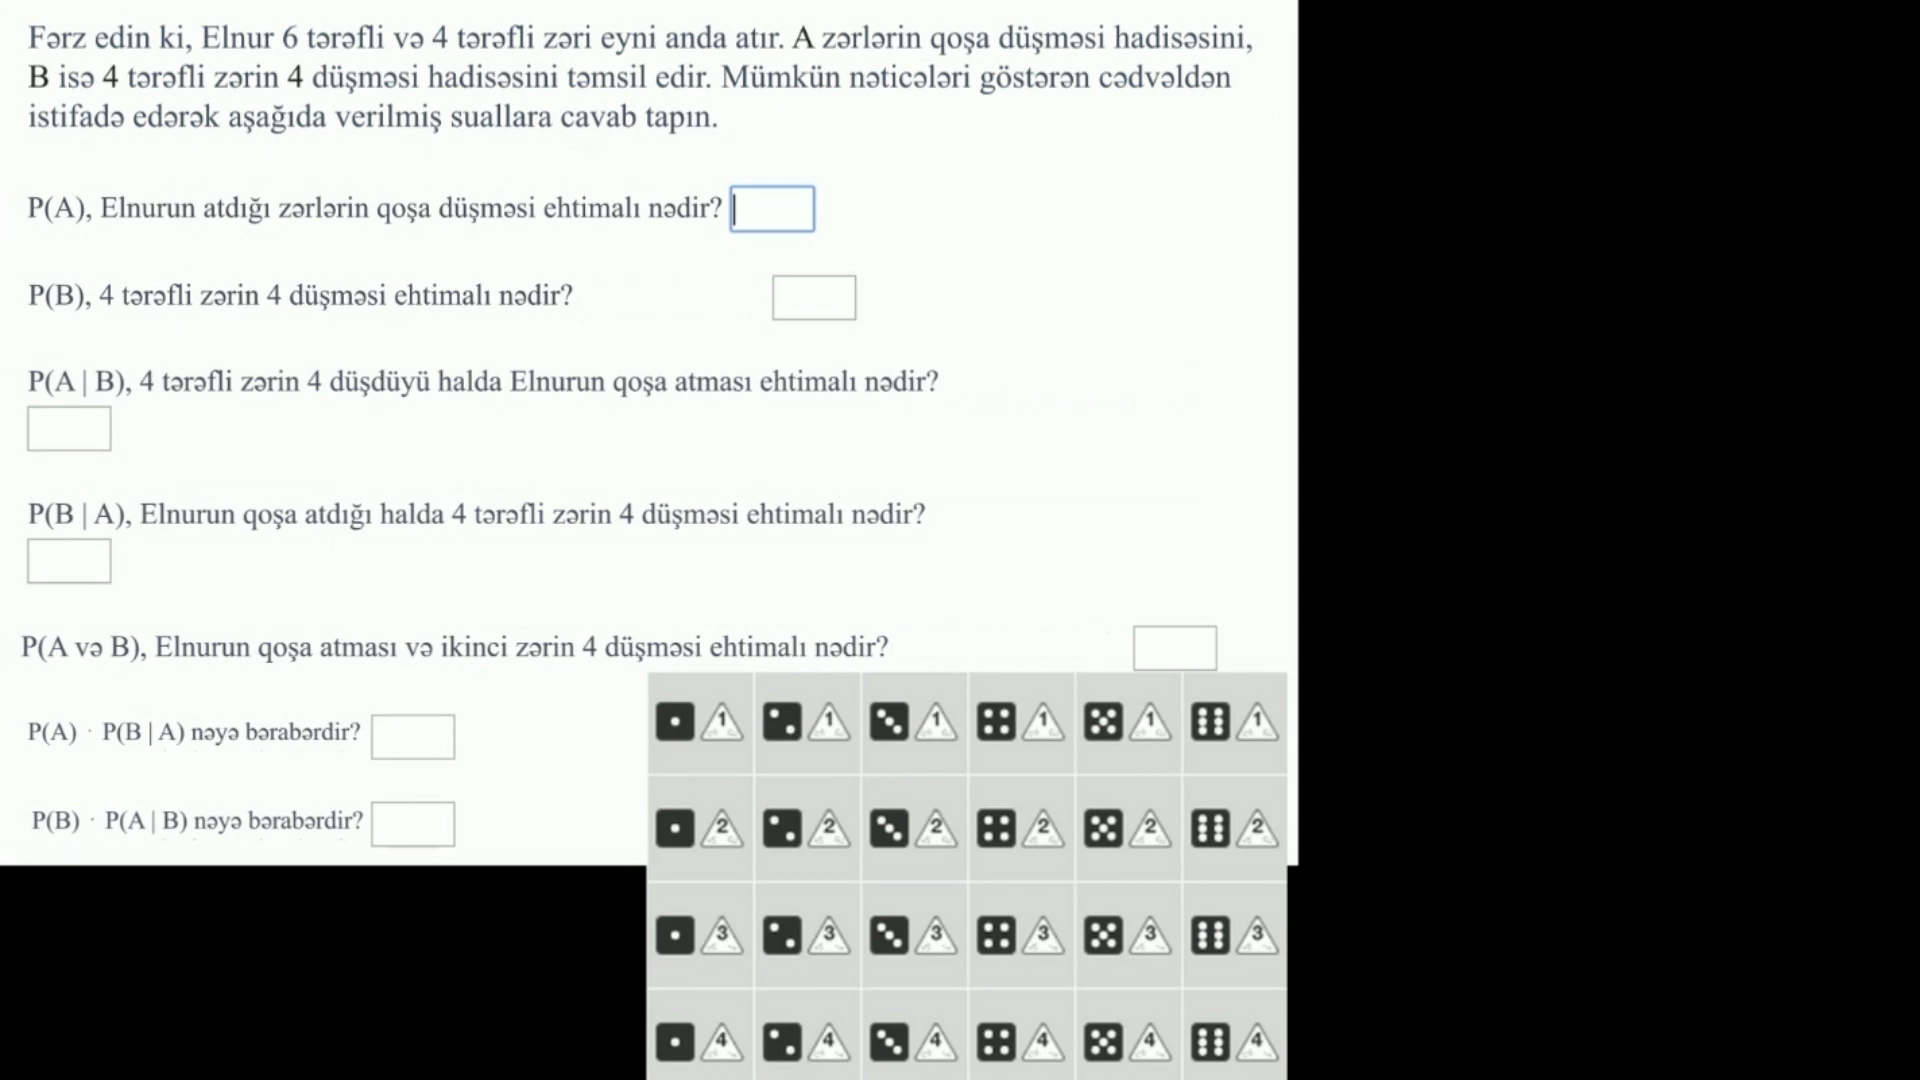 Fərz edin ki, Elnur 6 tərəfli və 4 tərəfli zəri eyni anda atır. A zərlərin qoşa düşməsi hadisəsini,
B isə 4 tərəfli zərin 4 düşməsi hadisəsini təmsil edir. Mümkün nəticələri göstərən cədvəldən
istifadə edərək aşağıda verilmiş suallara cavab tapın.
P(A), Elnurun atdığı zərlərin qoşa düşməsi ehtimalı nədir?
P(B), 4 tərəfli zərin 4 düşməsi ehtimalı nədir?
P(A | B), 4 tərəfli zərin 4 düşdüyü halda Elnurun qoşa atması ehtimalı nədir?
P(B | A), Elnurun qoşa atdığı halda 4 tərəfli zərin 4 düşməsi ehtimalı nədir?
P(A və B), Elnurun qoşa atması və ikinci zərin 4 düşməsi ehtimalı nədir?
P(A) · P(B | A) nəyə bərabərdir?
P(B) · P(A | B) nəyə bərabərdir?
1 1 1 1 1 1
2 2 2 2 2 2
3 3 3 3 3 3
4 4 4 4 4 4